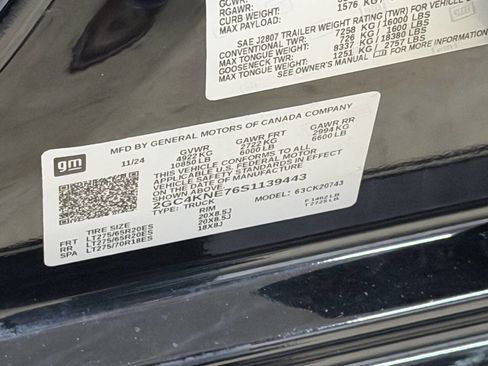 GCWR:
RGAWR: 1576 KG
CURB WEIGHT:
MAX PAYLOAD:
SAE J2807 TRAILER WEIGHT RATING (TWR) FOR VEHICLE
CONVENTIONAL TWR: 7258 KG / 16000 LBS
MAX TONGUE WEIGHT: 726 KG / 1600 LBS
GOOSENECK TWR: 8337 KG / 18380 LBS
MAX TONGUE WEIGHT: 1251 KG / 2757 LBS
SEE OWNER'S MANUAL FOR MORE INFORMATION
gm
MFD BY GENERAL MOTORS OF CANADA COMPANY
11/24
GVWR GAWR FRT GAWR RR
4922 KG 2722 KG 2994 KG
10850 LB 6000 LB 6600 LB
THIS VEHICLE CONFORMS TO ALL
APPLICABLE U.S. FEDERAL MOTOR
VEHICLE SAFETY STANDARDS IN EFFECT
ON THE DATE OF MANUFACTURE
SHOWN ABOVE.
2GC4KNE76S1139443
TYPE: TRUCK 63CK20743
TIRE SIZE RIM
FRT LT275/65R20ES 20X8.5J
RR LT275/65R20ES 20X8.5J
SPA LT275/70R18ES 18X8J